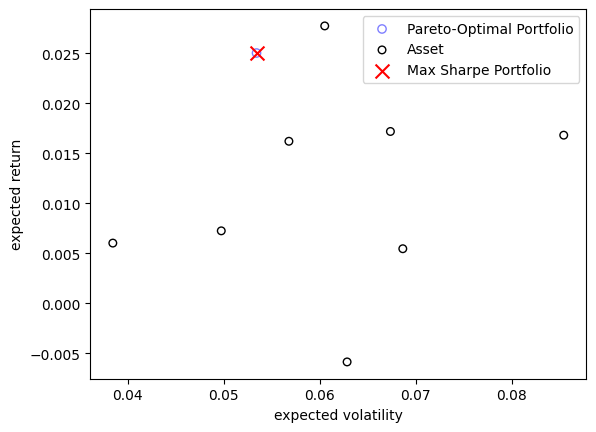 Pareto-Optimal Portfolio
Asset
Max Sharpe Portfolio
expected return
0.025
0.020
0.015
0.010
0.005
0.000
−0.005
0.04 0.05 0.06 0.07 0.08
expected volatility